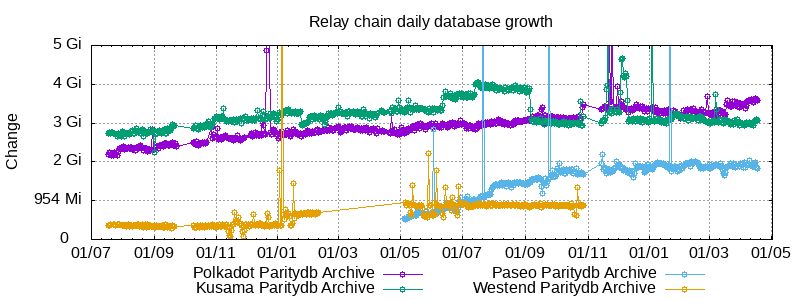 Relay chain daily database growth
5 Gi
4 Gi
3 Gi
2 Gi
954 Mi
0
Change
01/07 01/09 01/11 01/01 01/03 01/05 01/07 01/09 01/11 01/01 01/03 01/05
Polkadot Paritydb Archive Paseo Paritydb Archive
Kusama Paritydb Archive Westend Paritydb Archive